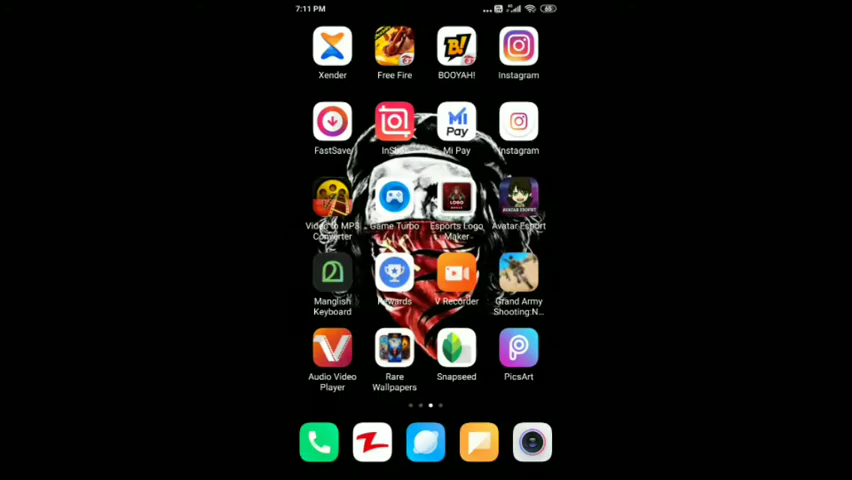 7:11 PM
Xender
Free Fire
BOOYAH!
Instagram
FastSave
InSho
Mi Pay
Instagram
Video to MP3
Converter
Game Turbo
Esports Logo
Maker
Avatar Esport
Manglish
Keyboard
Rewards
V Recorder
Grand Army
Shooting:N...
Audio Video
Player
Rare
Wallpapers
Snapseed
PicsArt